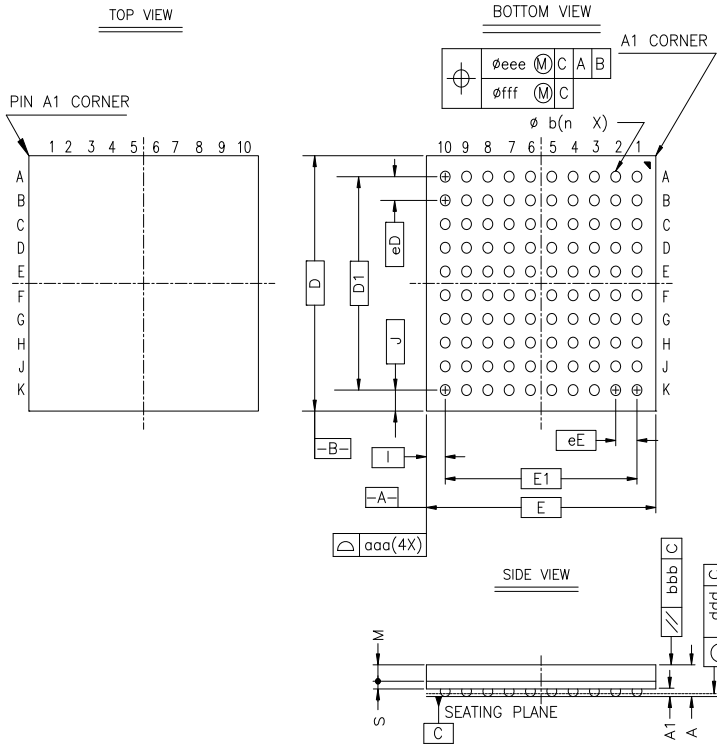 TOP VIEW
BOTTOM VIEW
A1 CORNER
øeee Ⓜ C A B
øfff Ⓜ C
PIN A1 CORNER
ø b(n X)
1 2 3 4 5 6 7 8 9 10
10 9 8 7 6 5 4 3 2 1
A A
B B
C C
D D
E E
F F
G G
H H
J J
K K
eD
D
D1
J
eE
-B-
I
E1
-A-
E
aaa(4X)
SIDE VIEW
bbb C
ddd C
M
S
SEATING PLANE
C
A1
A